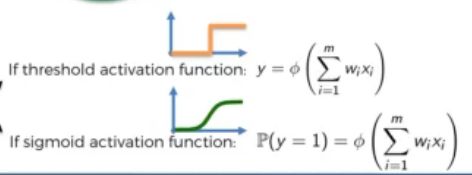 If threshold activation function: y = ϕ(∑_{i=1}^{m} w_i x_i)
If sigmoid activation function: ℙ(y = 1) = ϕ(∑_{i=1}^{m} w_i x_i)